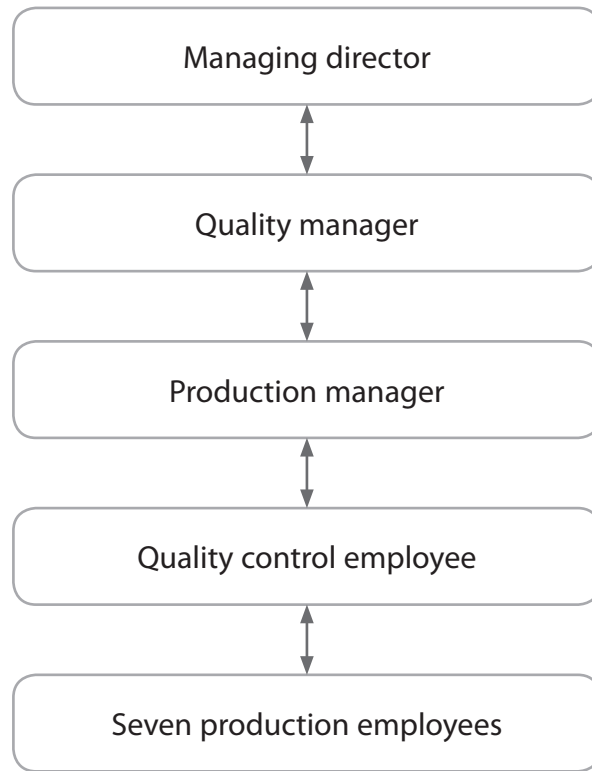 Managing director
Quality manager
Production manager
Quality control employee
Seven production employees